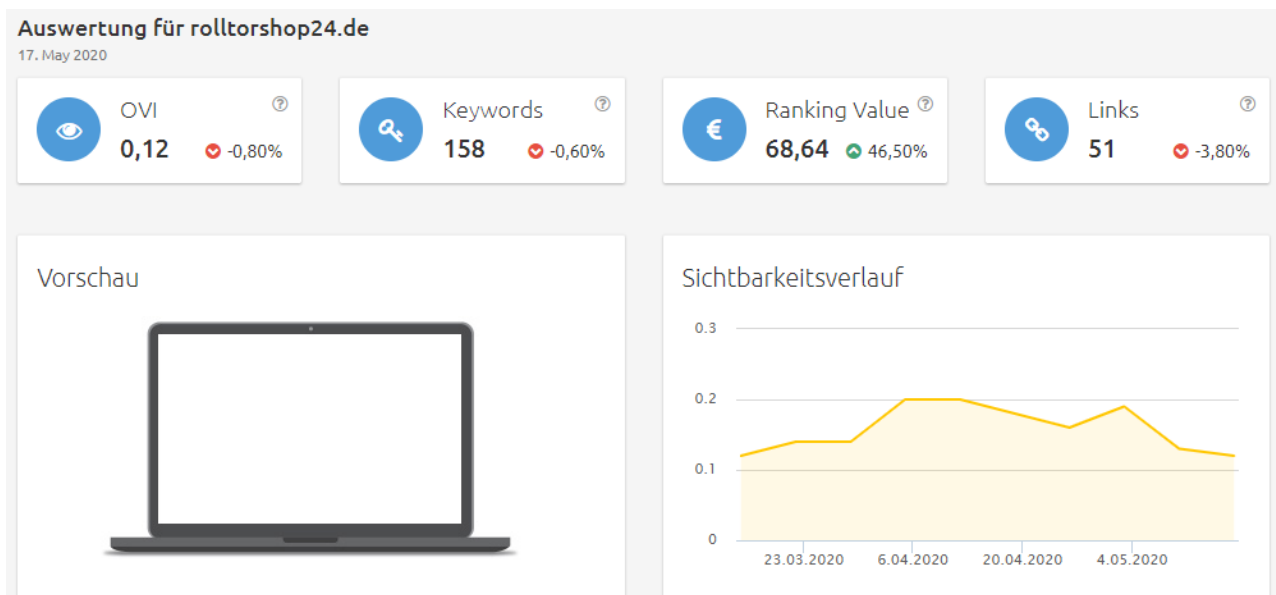 Auswertung für rolltorshop24.de
17. May 2020
OVI
0,12 -0,80%
Keywords
158 -0,60%
Ranking Value
68,64 46,50%
Links
51 -3,80%
Vorschau
Sichtbarkeitsverlauf
0.3
0.2
0.1
0
23.03.2020 6.04.2020 20.04.2020 4.05.2020